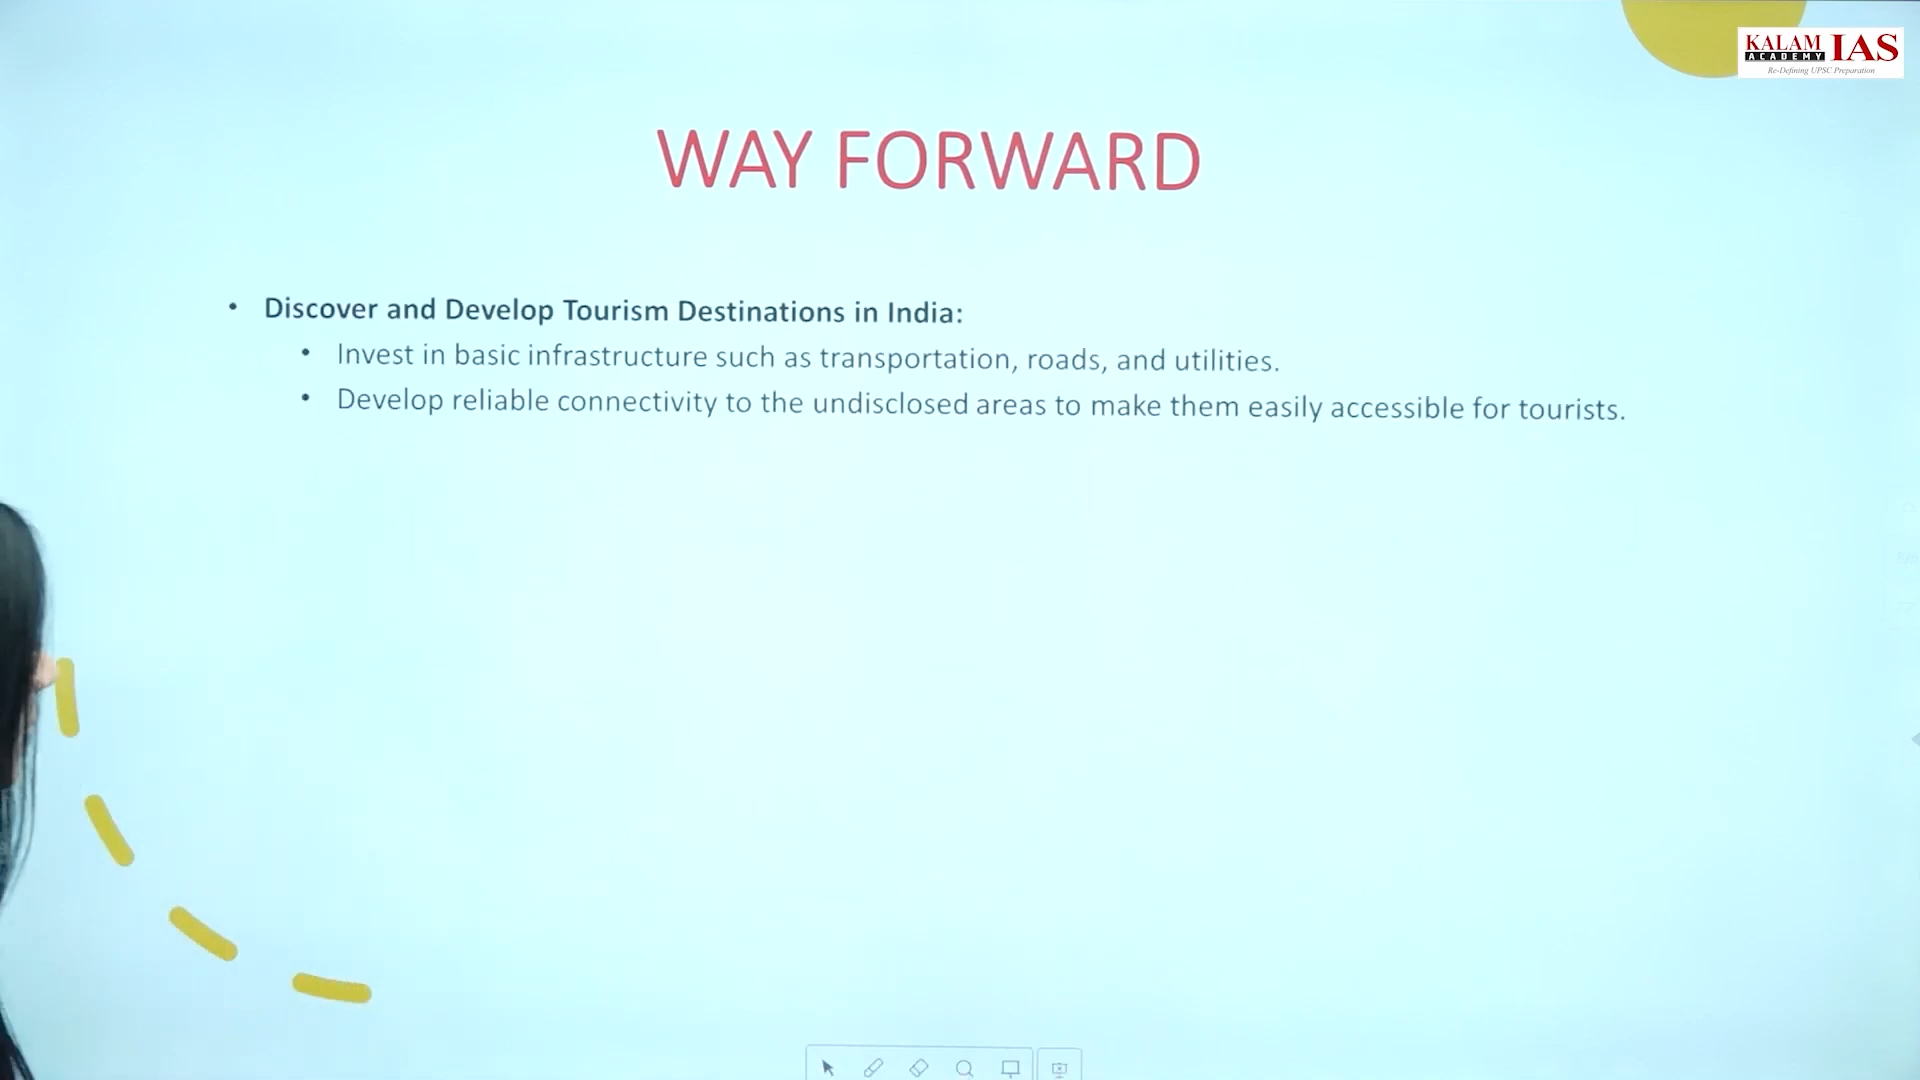 KALAM IAS
ACADEMY
Re-Defining UPSC Preparation
WAY FORWARD
• Discover and Develop Tourism Destinations in India:
• Invest in basic infrastructure such as transportation, roads, and utilities.
• Develop reliable connectivity to the undisclosed areas to make them easily accessible for tourists.